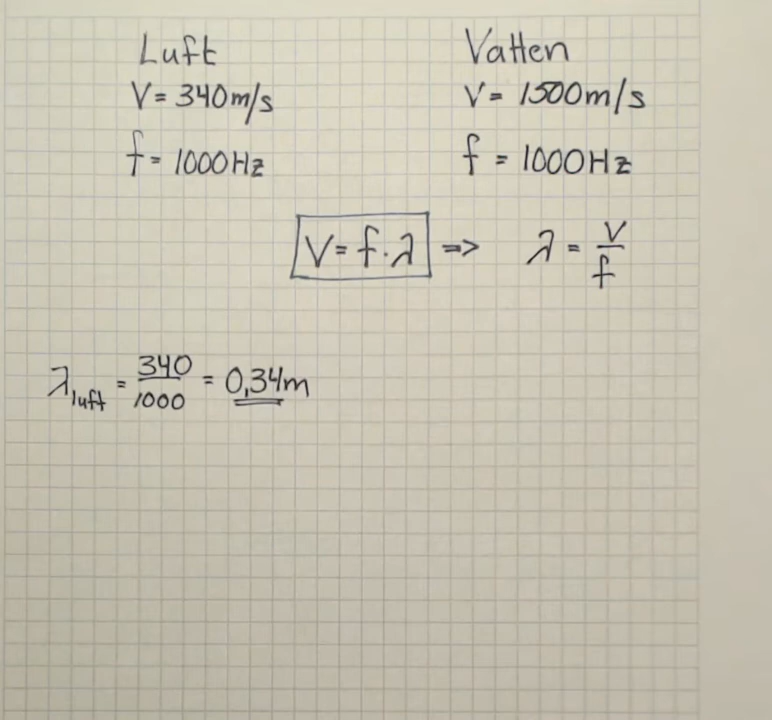 Luft
V = 340m/s
f = 1000Hz
Vatten
V = 1500m/s
f = 1000Hz
V = f · λ => λ = V/f
λluft = 340/1000 = 0,34m